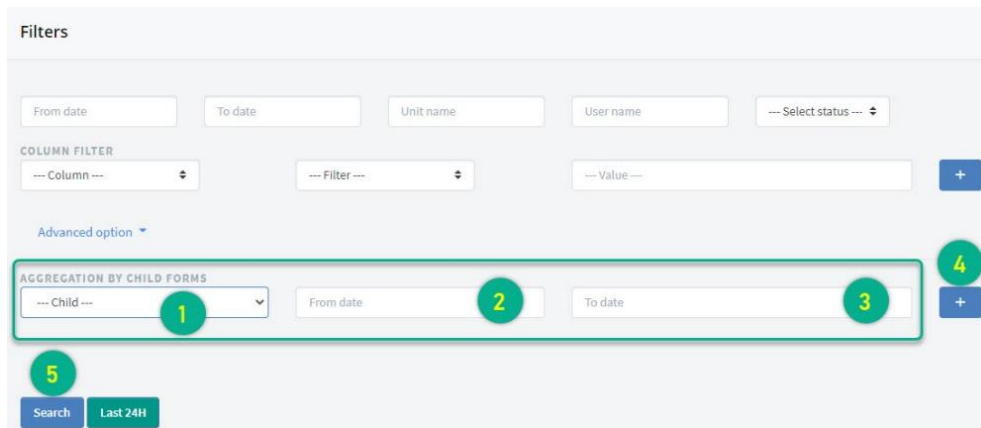 Filters
From date To date Unit name User name --- Select status ---
COLUMN FILTER
--- Column --- --- Filter --- --- Value --- +
Advanced option
4
AGGREGATION BY CHILD FORMS
--- Child --- 1 From date 2 To date 3 +
5
Search Last 24H